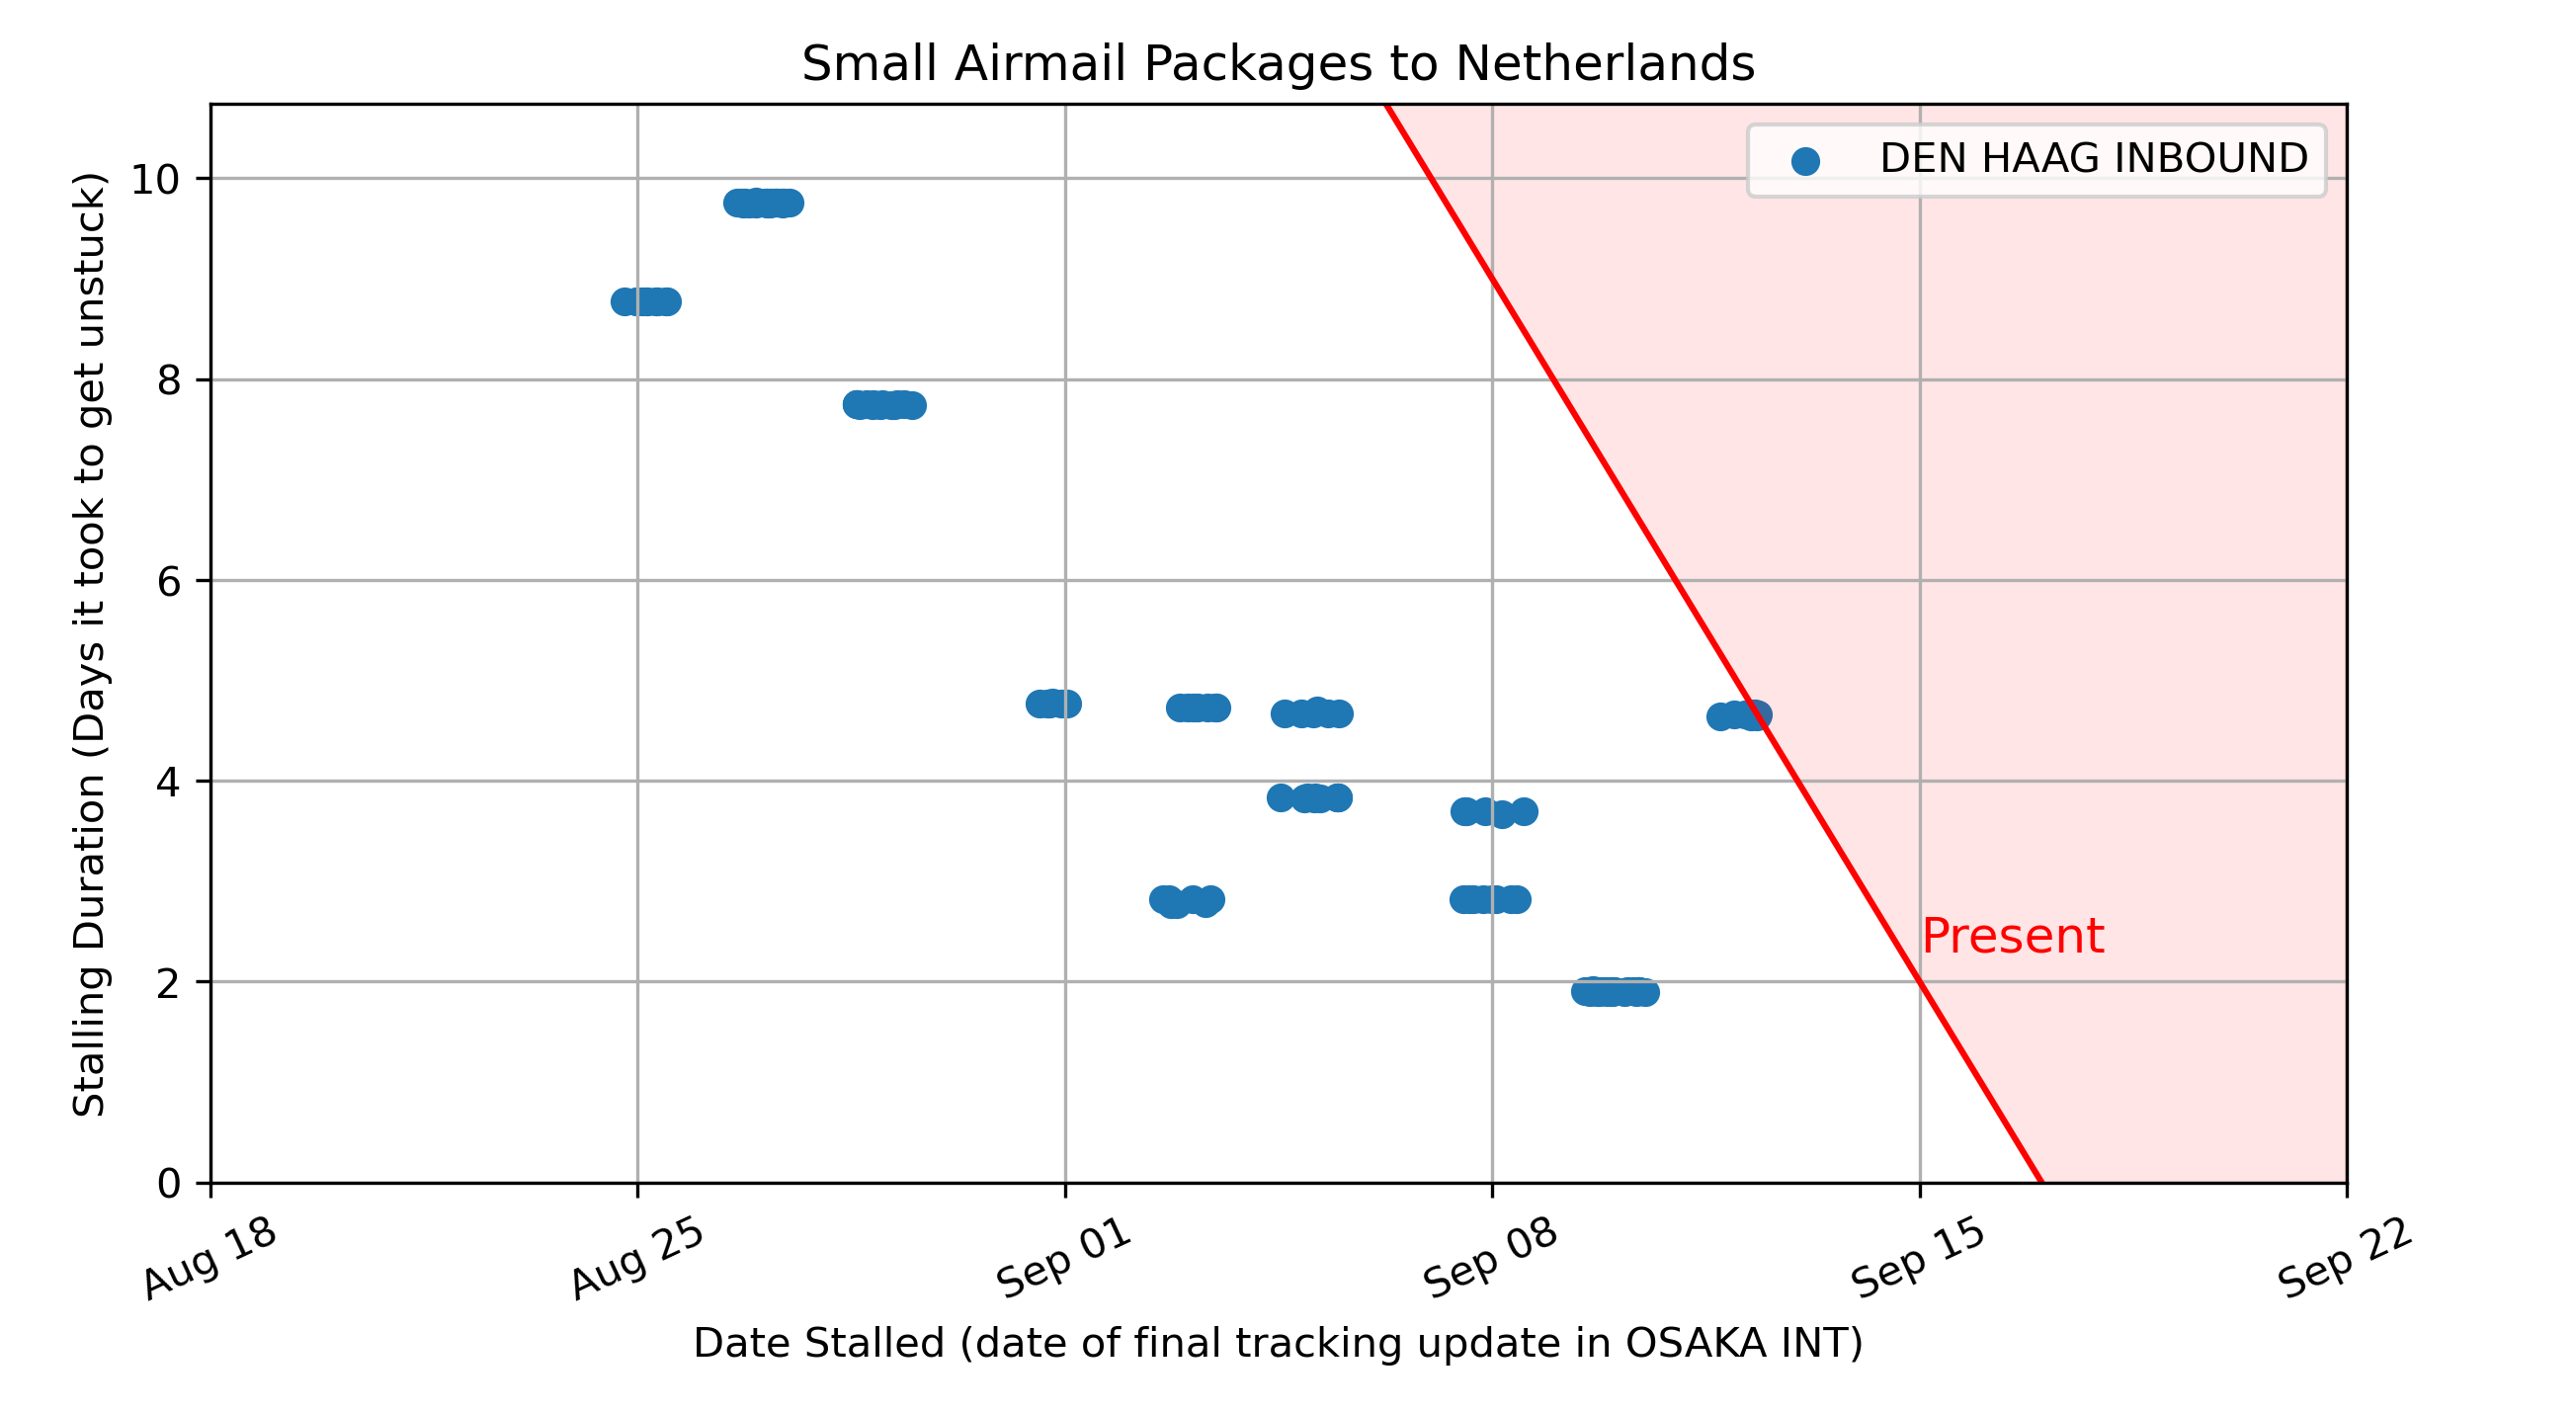 Small Airmail Packages to Netherlands
DEN HAAG INBOUND
Stalling Duration (Days it took to get unstuck)
10
8
6
4
2
0
Present
Aug 18
Aug 25
Sep 01
Sep 08
Sep 15
Sep 22
Date Stalled (date of final tracking update in OSAKA INT)